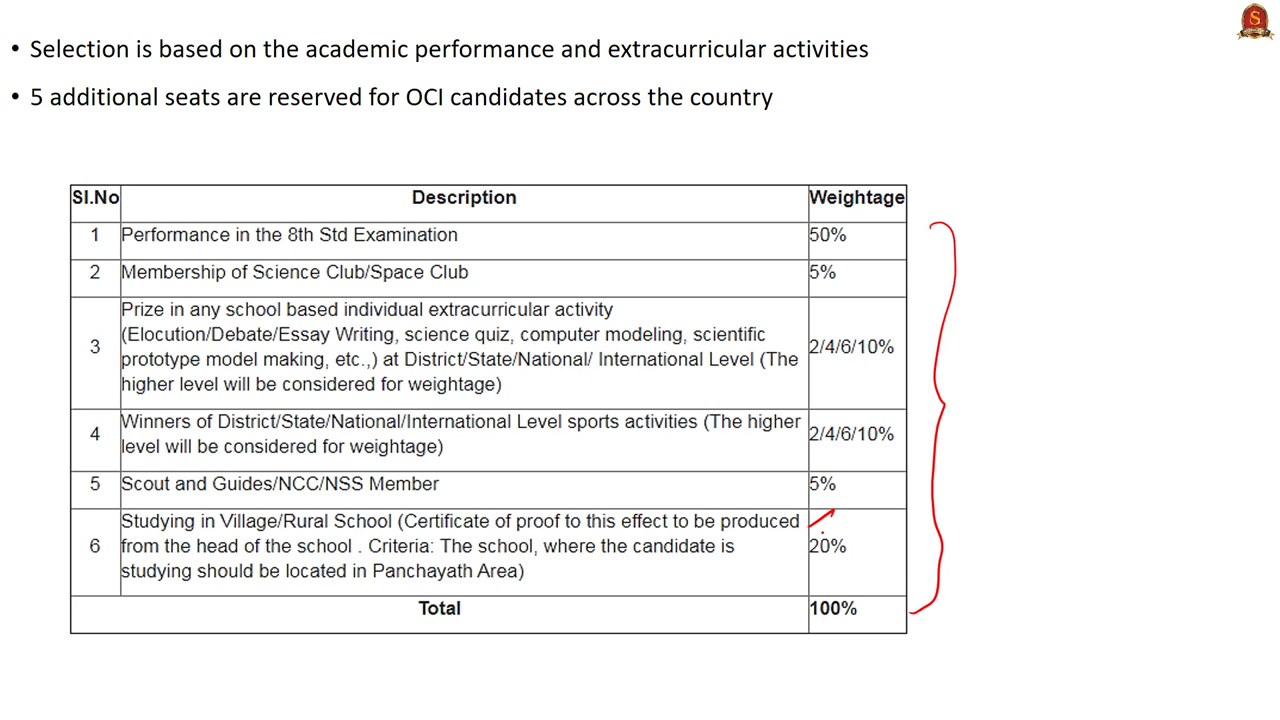 • Selection is based on the academic performance and extracurricular activities
• 5 additional seats are reserved for OCI candidates across the country
Sl.No Description Weightage
1 Performance in the 8th Std Examination 50%
2 Membership of Science Club/Space Club 5%
Prize in any school based individual extracurricular activity
(Elocution/Debate/Essay Writing, science quiz, computer modeling, scientific
3 prototype model making, etc.,) at District/State/National/ International Level (The 2/4/6/10%
higher level will be considered for weightage)
4 Winners of District/State/National/International Level sports activities (The higher 2/4/6/10%
level will be considered for weightage)
5 Scout and Guides/NCC/NSS Member 5%
Studying in Village/Rural School (Certificate of proof to this effect to be produced
6 from the head of the school . Criteria: The school, where the candidate is 20%
studying should be located in Panchayath Area)
Total 100%